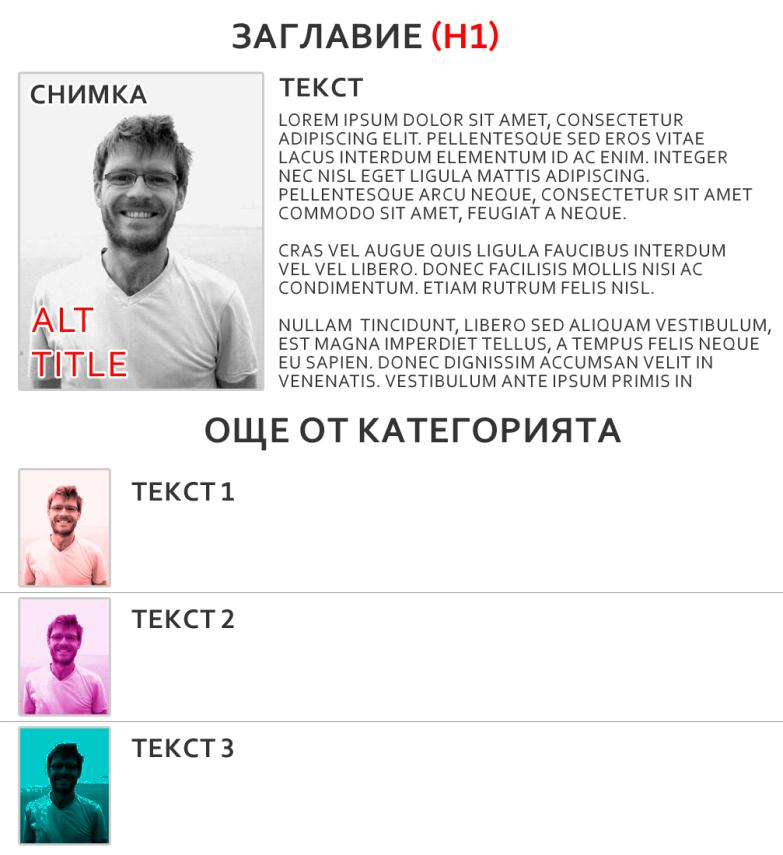 ЗАГЛАВИЕ (H1)
СНИМКА
ALT
TITLE
ТЕКСТ
LOREM IPSUM DOLOR SIT AMET, CONSECTETUR
ADIPISCING ELIT. PELLENTESQUE SED EROS VITAE
LACUS INTERDUM ELEMENTUM ID AC ENIM. INTEGER
NEC NISL EGET LIGULA MATTIS ADIPISCING.
PELLENTESQUE ARCU NEQUE, CONSECTETUR SIT AMET
COMMODO SIT AMET, FEUGIAT A NEQUE.
CRAS VEL AUGUE QUIS LIGULA FAUCIBUS INTERDUM
VEL VEL LIBERO. DONEC FACILISIS MOLLIS NISI AC
CONDIMENTUM. ETIAM RUTRUM FELIS NISL.
NULLAM TINCIDUNT, LIBERO SED ALIQUAM VESTIBULUM,
EST MAGNA IMPERDIET TELLUS, A TEMPUS FELIS NEQUE
EU SAPIEN. DONEC DIGNISSIM ACCUMSAN VELIT IN
VENENATIS. VESTIBULUM ANTE IPSUM PRIMIS IN
ОЩЕ ОТ КАТЕГОРИЯТА
ТЕКСТ 1
ТЕКСТ 2
ТЕКСТ 3